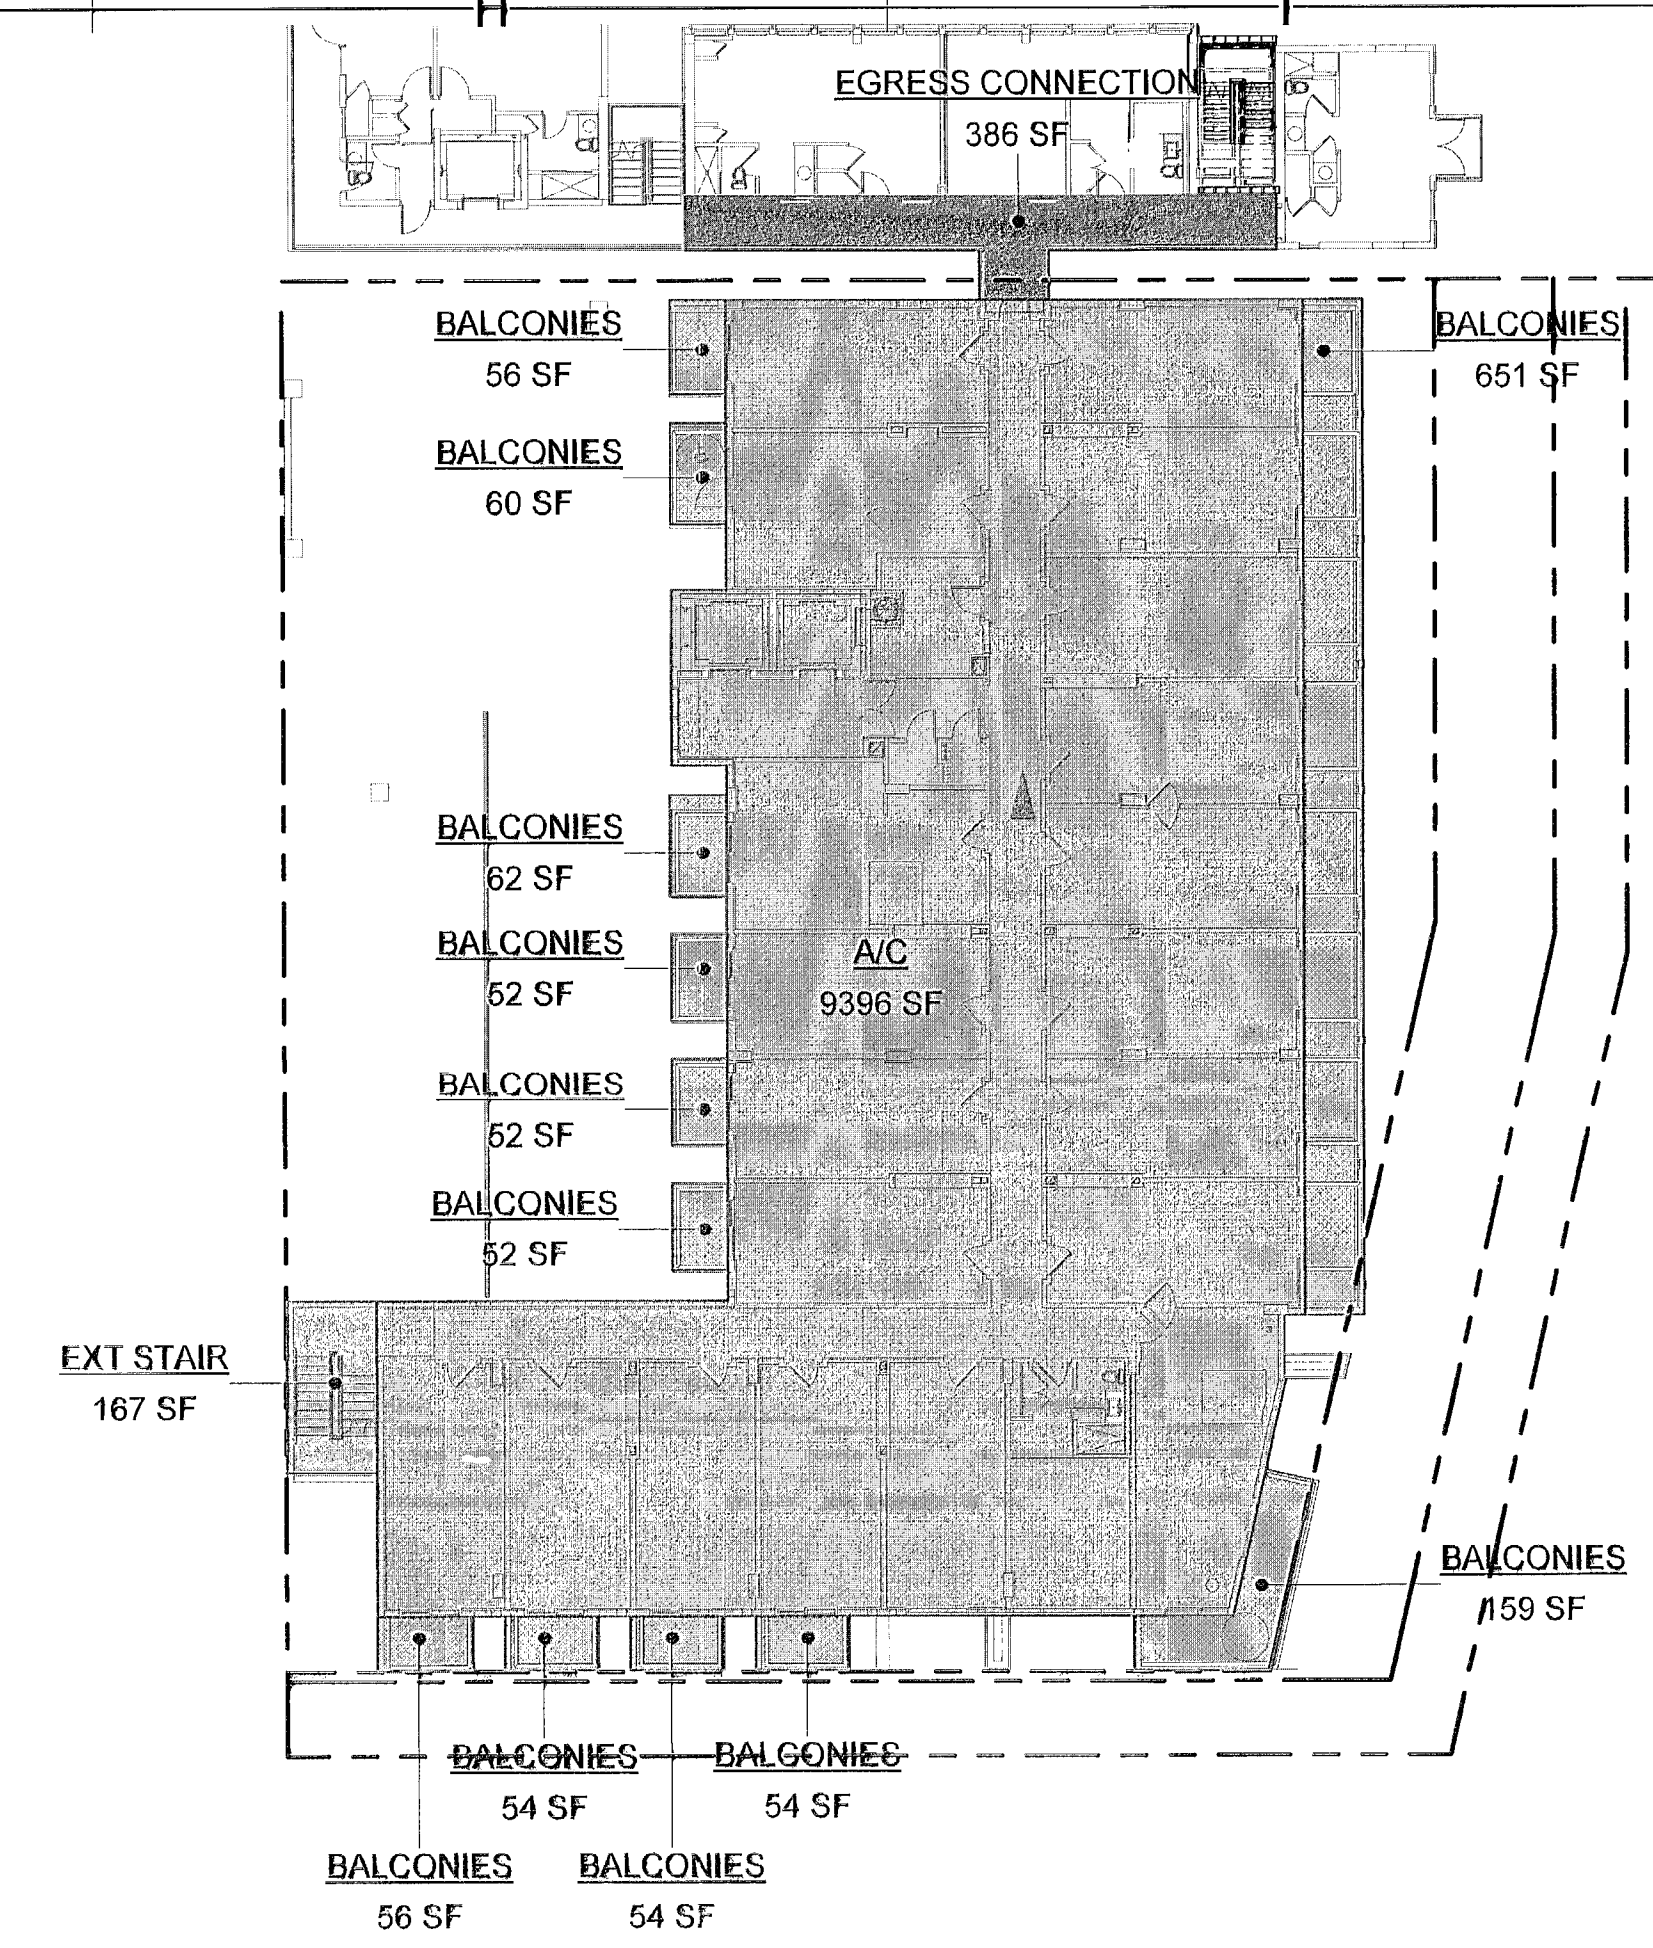 H
EGRESS CONNECTION
386 SF
BALCONIES
56 SF
BALCONIES
651 SF
BALCONIES
60 SF
BALCONIES
62 SF
BALCONIES
52 SF
A/C
9396 SF
BALCONIES
52 SF
BALCONIES
52 SF
EXT STAIR
167 SF
BALCONIES
159 SF
BALCONIES
54 SF
BALCONIES
54 SF
BALCONIES
56 SF
BALCONIES
54 SF